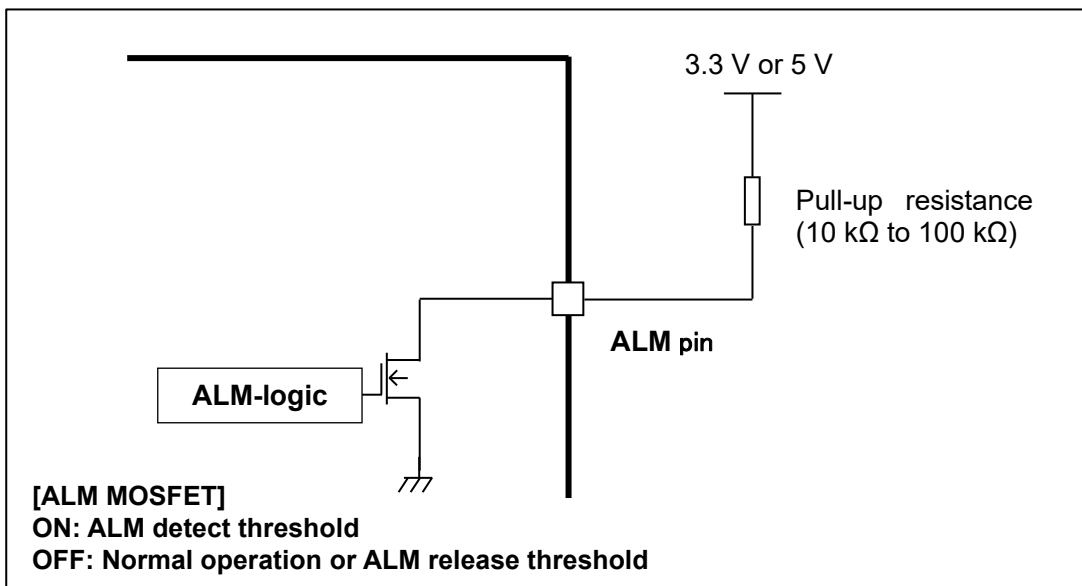 3.3 V or 5 V
Pull-up resistance
(10 kΩ to 100 kΩ)
ALM pin
ALM-logic
[ALM MOSFET]
ON: ALM detect threshold
OFF: Normal operation or ALM release threshold